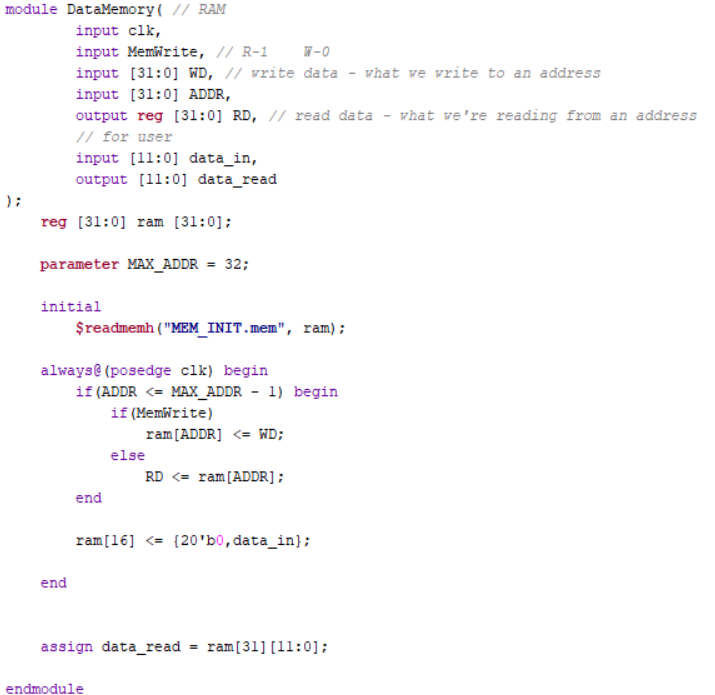 module DataMemory( // RAM
input clk,
input MemWrite, // R-1    W-0
input [31:0] WD, // write data - what we write to an address
input [31:0] ADDR,
output reg [31:0] RD, // read data - what we're reading from an address
// for user
input [11:0] data_in,
output [11:0] data_read
);
reg [31:0] ram [31:0];
parameter MAX_ADDR = 32;
initial
$readmemh("MEM_INIT.mem", ram);
always@(posedge clk) begin
if(ADDR <= MAX_ADDR - 1) begin
if(MemWrite)
ram[ADDR] <= WD;
else
RD <= ram[ADDR];
end
ram[16] <= {20'b0,data_in};
end
assign data_read = ram[31][11:0];
endmodule